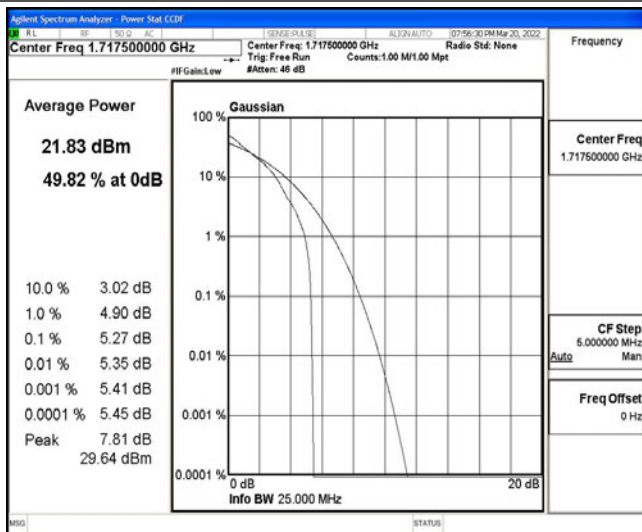 Agilent Spectrum Analyzer - Power Stat CCDF
RL RF 50 Ω AC SENSE:PULSE ALIGN AUTO 07:56:30 PM Mar 20, 2022
Center Freq 1.717500000 GHz
Center Freq: 1.717500000 GHz Radio Std: None
Trig: Free Run Counts:1.00 M/1.00 Mpt
#IFGain:Low #Atten: 46 dB
Frequency
Average Power
21.83 dBm
49.82 % at 0dB
10.0 % 3.02 dB
1.0 % 4.90 dB
0.1 % 5.27 dB
0.01 % 5.35 dB
0.001 % 5.41 dB
0.0001 % 5.45 dB
Peak 7.81 dB
29.64 dBm
Gaussian
100 %
10 %
1 %
0.1 %
0.01 %
0.001 %
0.0001 %
0 dB 20 dB
Info BW 25.000 MHz
Center Freq
1.717500000 GHz
CF Step
5.000000 MHz
Auto Man
Freq Offset
0 Hz
MSG STATUS